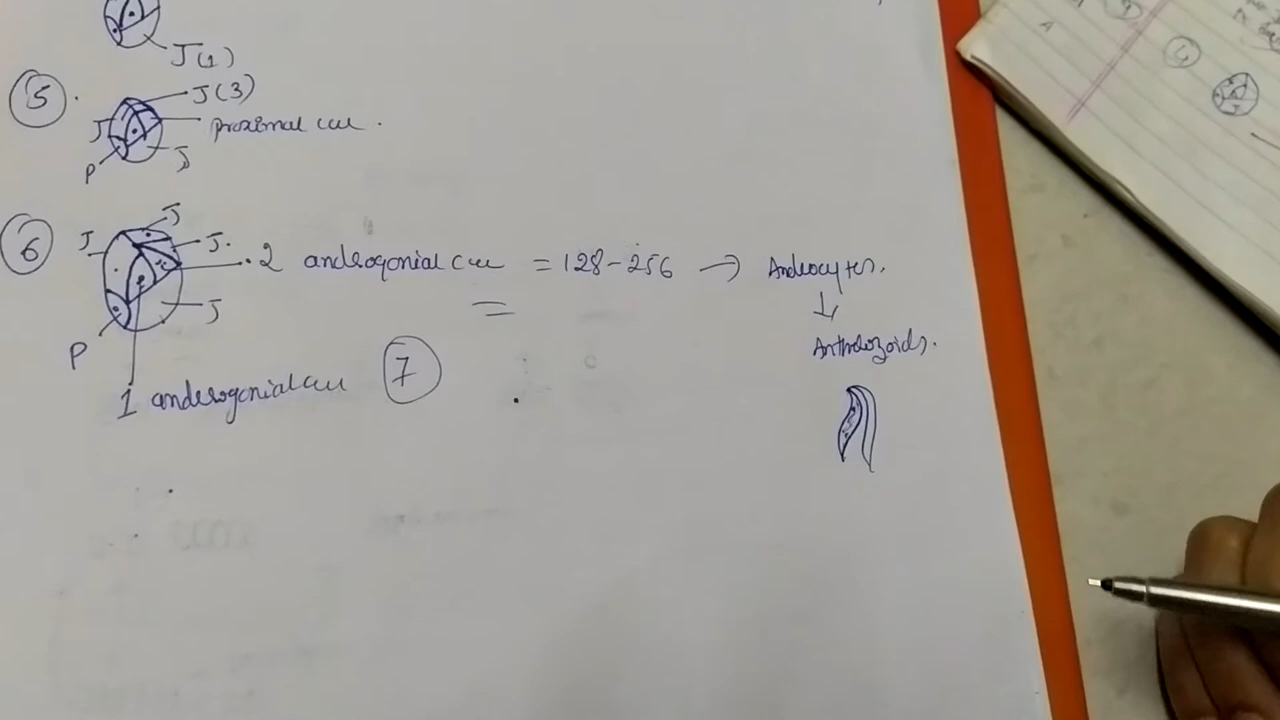 J(1)
5
J(3)
J
proximal cell.
P
J
6
J
J
J.
2 androgonial cell = 128-256 → Androcytes.
J
↓
P
Antherozoids.
1 androgonial cell
7